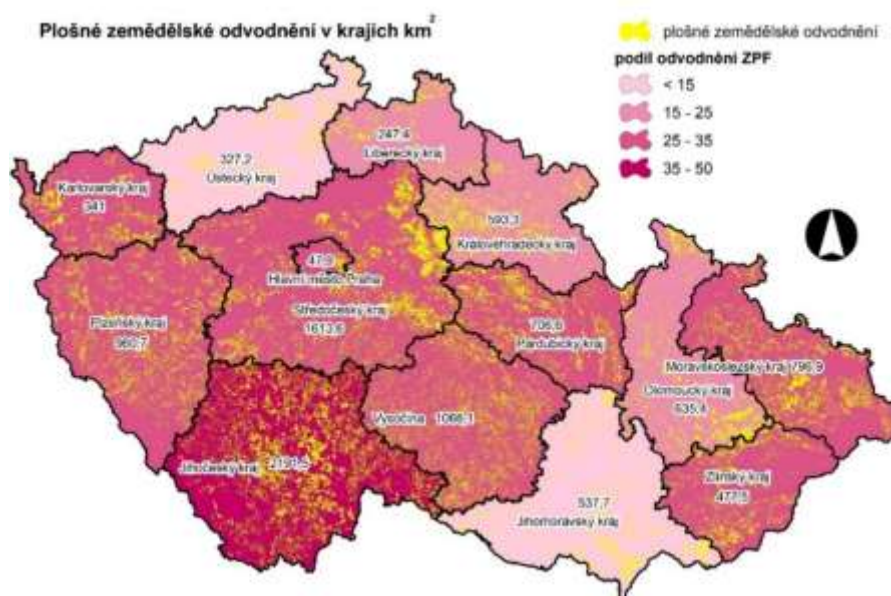 Plošné zemědělské odvodnění v krajích km²
plošné zemědělské odvodnění
podíl odvodnění ZPF
< 15
15 - 25
25 - 35
35 - 50
247,4
Liberecký kraj
327,2
Ústecký kraj
Karlovarský kraj
341
593,3
Královéhradecký kraj
47,9
Hlavní město Praha
Středočeský kraj
1613,6
Plzeňský kraj
960,7
706,6
Pardubický kraj
Moravskoslezský kraj 796,9
Olomoucký kraj
535,4
Vysočina 1066,1
Jihočeský kraj 2191,5
Zlínský kraj
477,5
537,7
Jihomoravský kraj